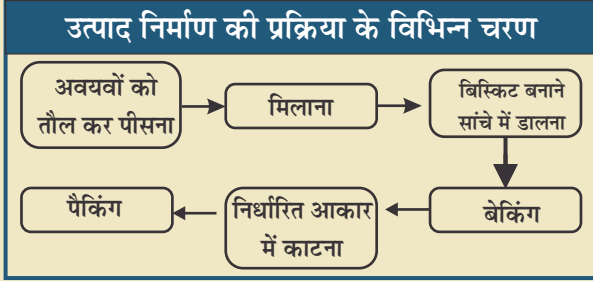 उत्पाद निर्माण की प्रक्रिया के विभिन्न चरण
अवयवों को
तौल कर पीसना
मिलाना
बिस्किट बनाने
सांचे में डालना
बेकिंग
निर्धारित आकार
में काटना
पैकिंग